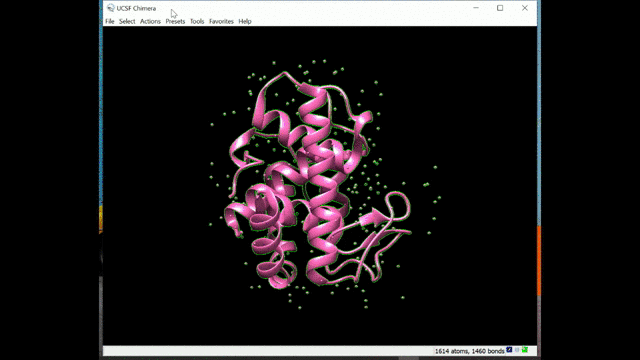 UCSF Chimera
File Select Actions Presets Tools Favorites Help
1614 atoms, 1460 bonds